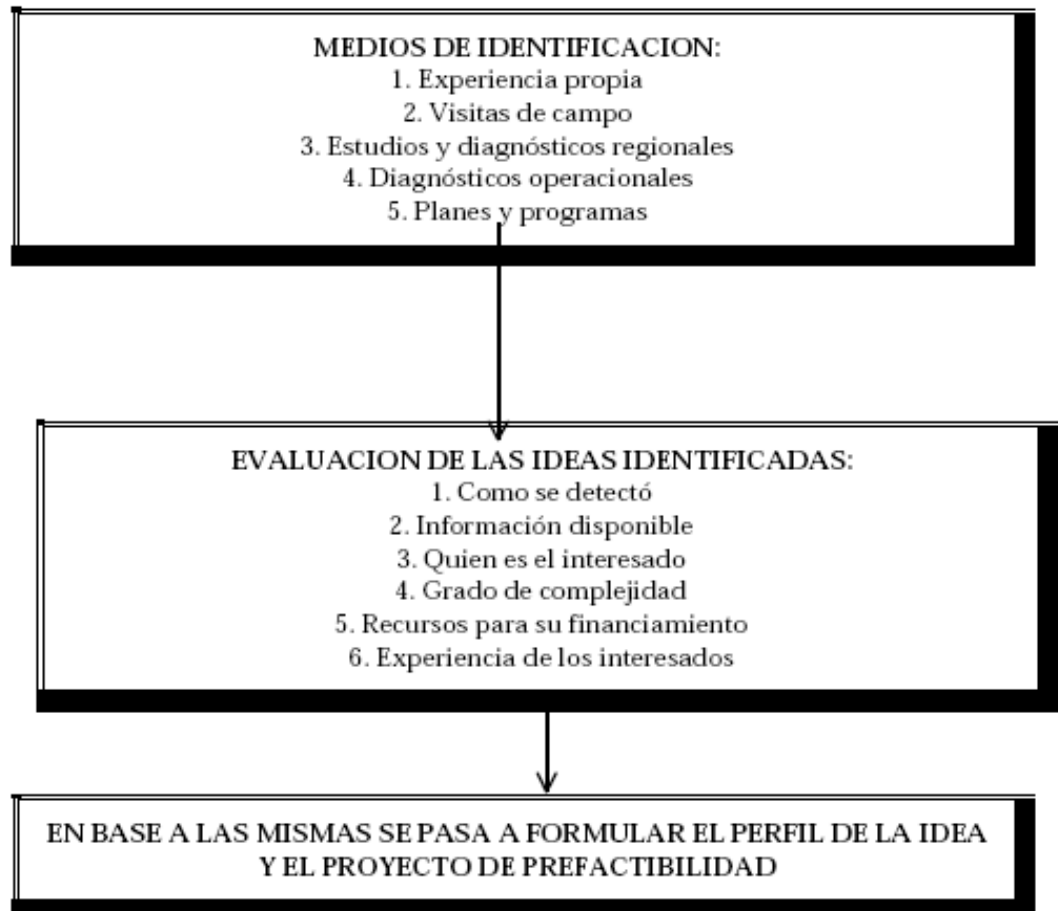 MEDIOS DE IDENTIFICACION:
1. Experiencia propia
2. Visitas de campo
3. Estudios y diagnósticos regionales
4. Diagnósticos operacionales
5. Planes y programas
EVALUACION DE LAS IDEAS IDENTIFICADAS:
1. Como se detectó
2. Información disponible
3. Quien es el interesado
4. Grado de complejidad
5. Recursos para su financiamiento
6. Experiencia de los interesados
EN BASE A LAS MISMAS SE PASA A FORMULAR EL PERFIL DE LA IDEA
Y EL PROYECTO DE PREFACTIBILIDAD